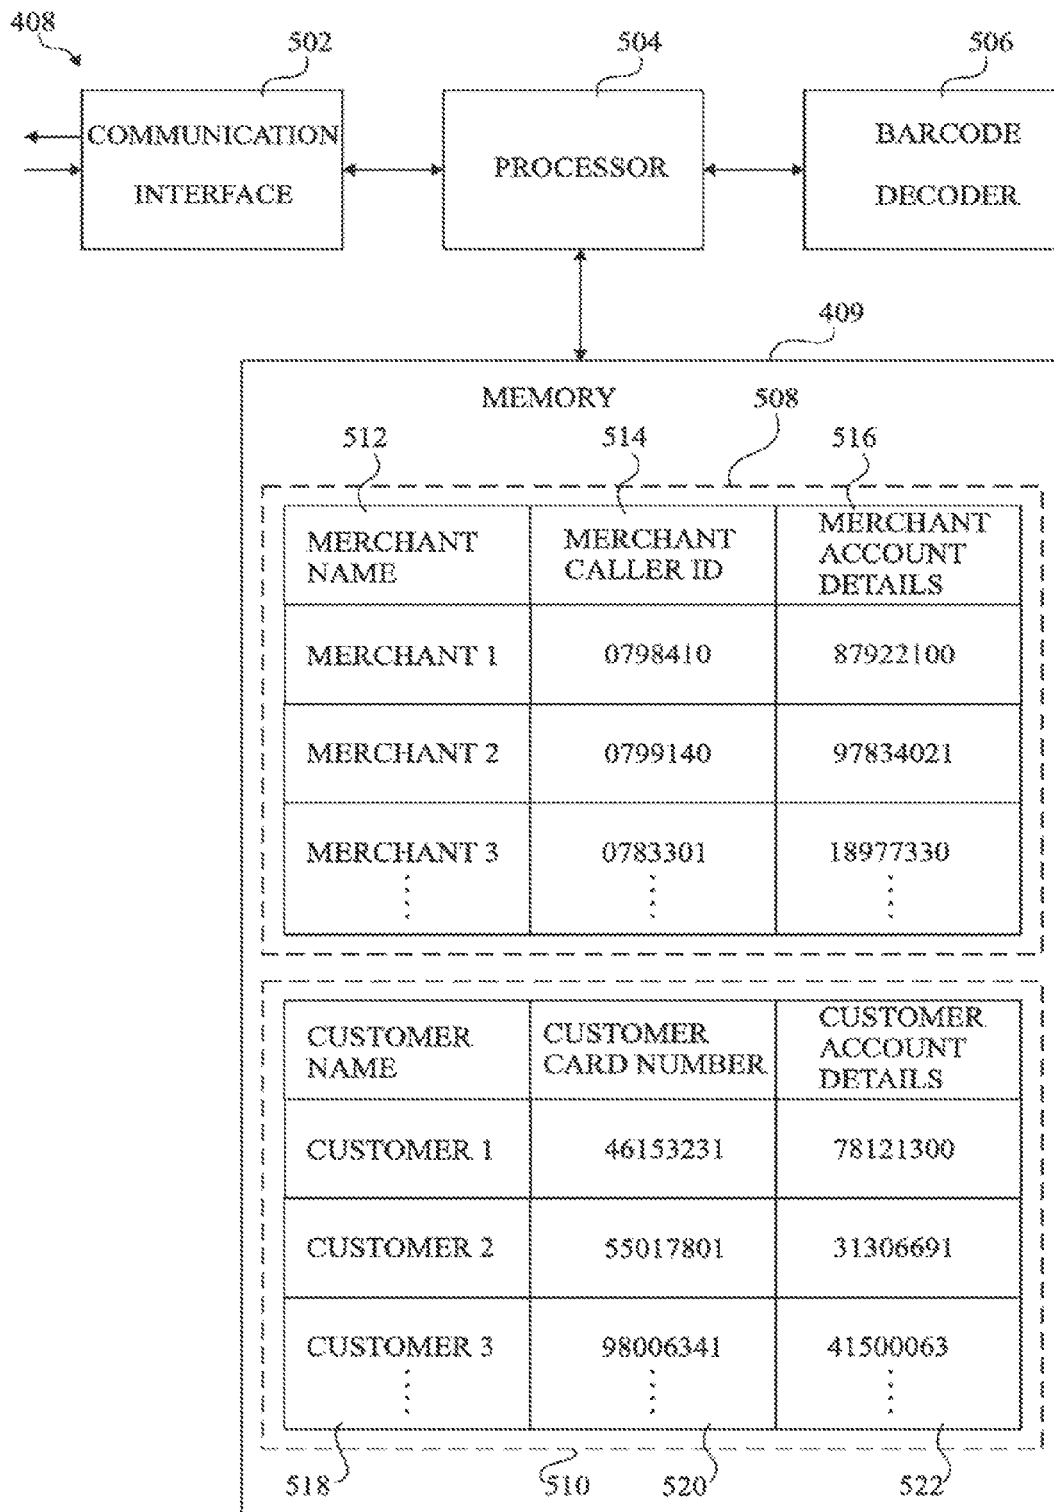 408
502
504
506
COMMUNICATION
INTERFACE
PROCESSOR
BARCODE
DECODER
409
MEMORY
508
512
514
516
MERCHANT
NAME
MERCHANT
CALLER ID
MERCHANT
ACCOUNT
DETAILS
MERCHANT 1
0798410
87922100
MERCHANT 2
0799140
97834021
MERCHANT 3
0783301
18977330
CUSTOMER
NAME
CUSTOMER
CARD NUMBER
CUSTOMER
ACCOUNT
DETAILS
CUSTOMER 1
46153231
78121300
CUSTOMER 2
55017801
31306691
CUSTOMER 3
98006341
41500063
518
510
520
522